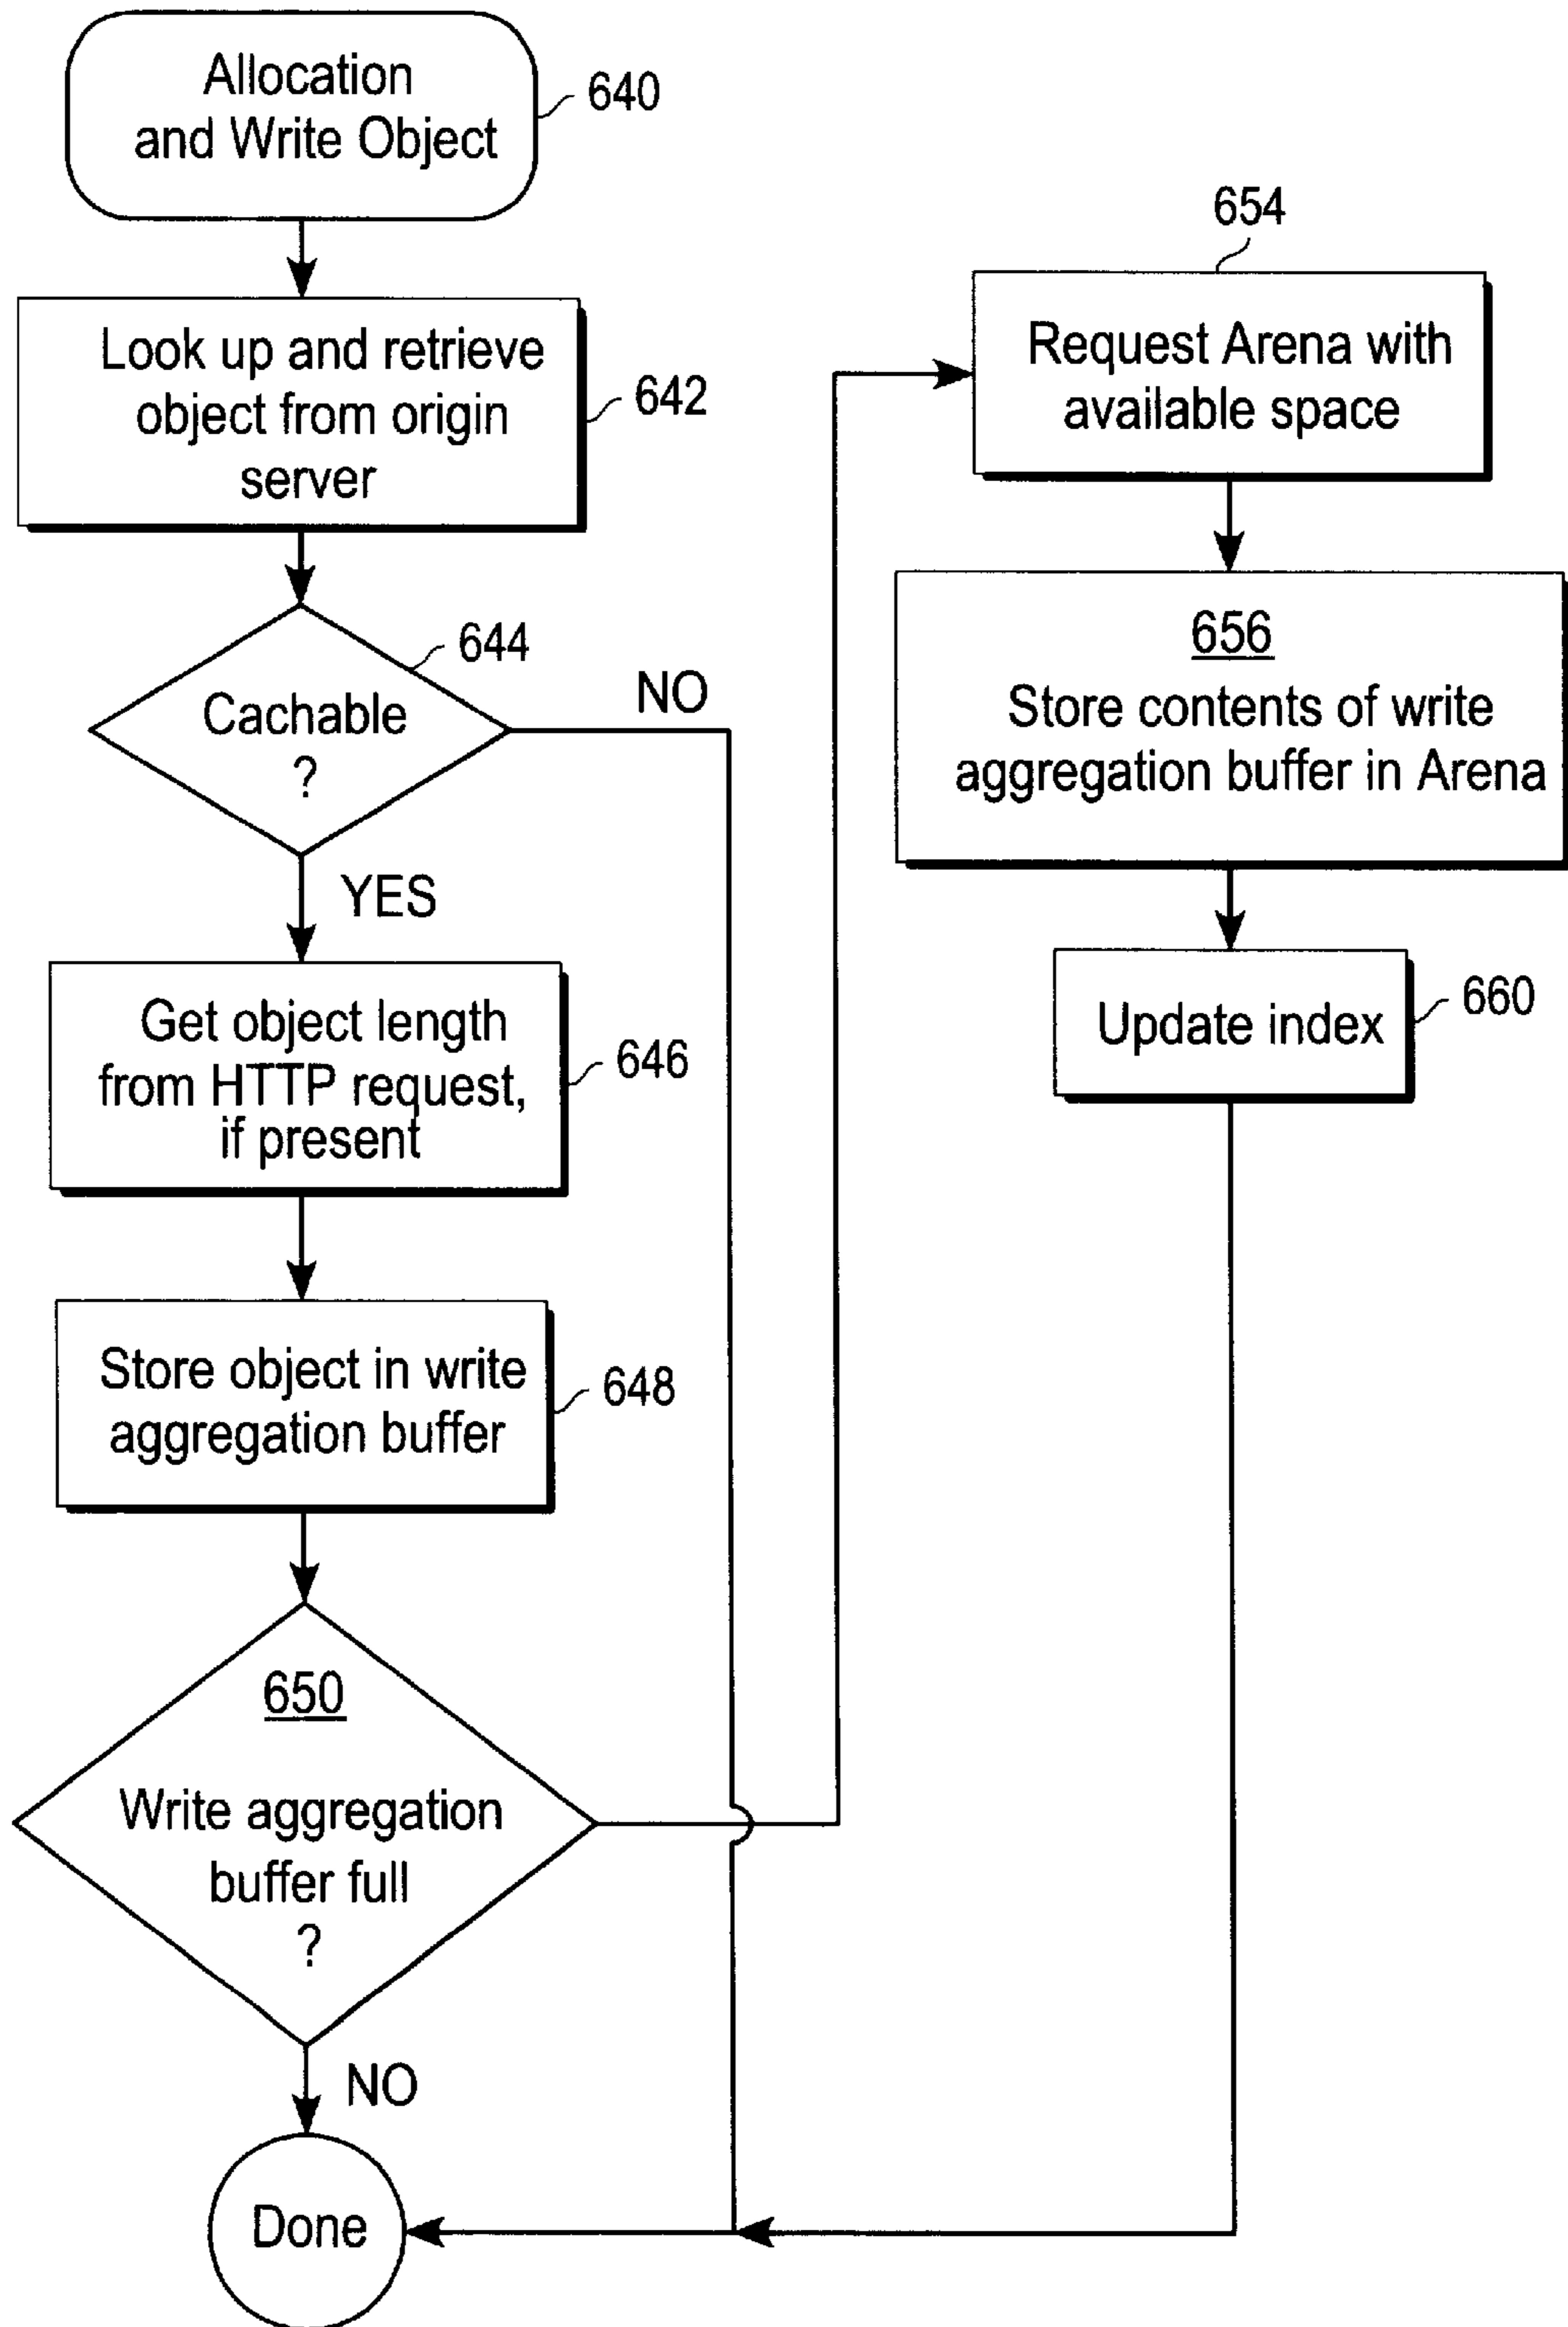 Allocation
and Write Object
640
Look up and retrieve
object from origin
server
642
Cachable
?
644
NO
YES
Get object length
from HTTP request,
if present
646
Store object in write
aggregation buffer
648
650
Write aggregation
buffer full
?
NO
Done
654
Request Arena with
available space
656
Store contents of write
aggregation buffer in Arena
Update index
660